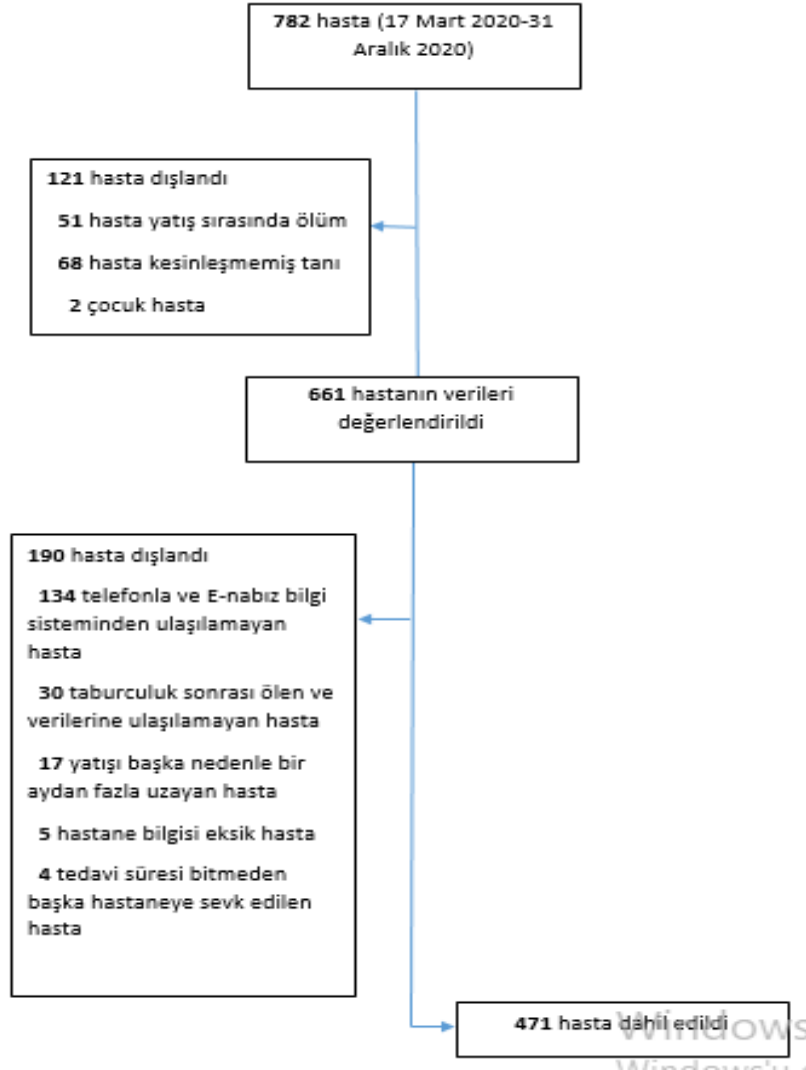 782 hasta (17 Mart 2020-31
Aralık 2020)
121 hasta dışlandı
51 hasta yatış sırasında ölüm
68 hasta kesinleşmemiş tanı
2 çocuk hasta
661 hastanın verileri
değerlendirildi
190 hasta dışlandı
134 telefonla ve E-nabız bilgi
sisteminden ulaşılamayan
hasta
30 taburculuk sonrası ölen ve
verilerine ulaşılamayan hasta
17 yatışı başka nedenle bir
aydan fazla uzayan hasta
5 hastane bilgisi eksik hasta
4 tedavi süresi bitmeden
başka hastaneye sevk edilen
hasta
471 hasta dahil edildi
Windows
Windows'u